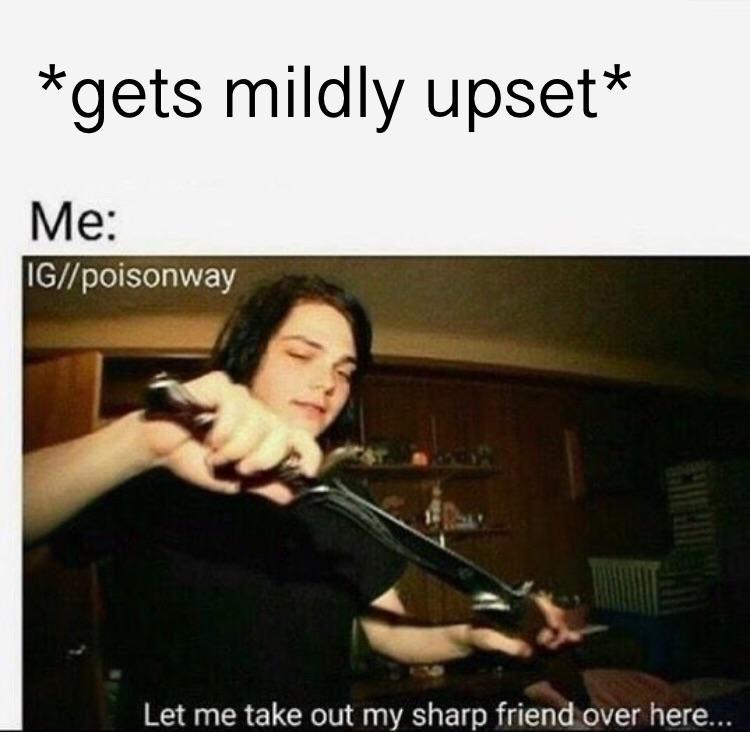 *gets mildly upset*
Me:
IG//poisonway
Let me take out my sharp friend over here...